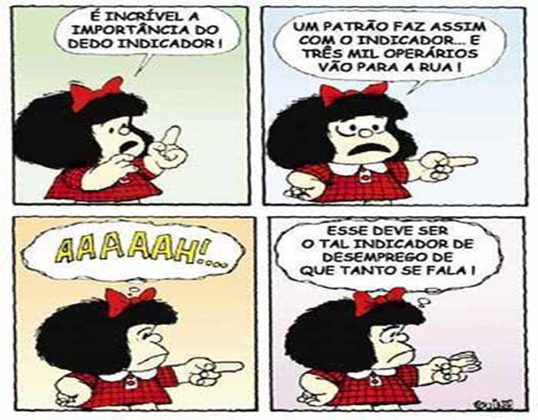 É INCRÍVEL A
IMPORTÂNCIA DO
DEDO INDICADOR !
UM PATRÃO FAZ ASSIM
COM O INDICADOR... E
TRÊS MIL OPERÁRIOS
VÃO PARA A RUA !
AAAAAH!....
ESSE DEVE SER
O TAL INDICADOR DE
DESEMPREGO DE
QUE TANTO SE FALA !